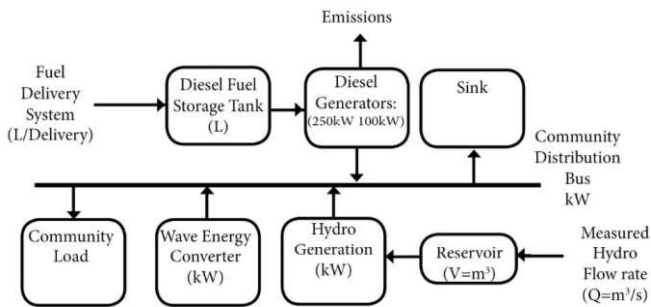 Emissions
Fuel
Delivery
System
(L/Delivery)
Diesel Fuel
Storage Tank
(L)
Diesel
Generators:
(250kW 100kW)
Sink
Community
Distribution
Bus
kW
Community
Load
Wave Energy
Converter
(kW)
Hydro
Generation
(kW)
Reservoir
(V=m³)
Measured
Hydro
Flow rate
(Q=m³/s)